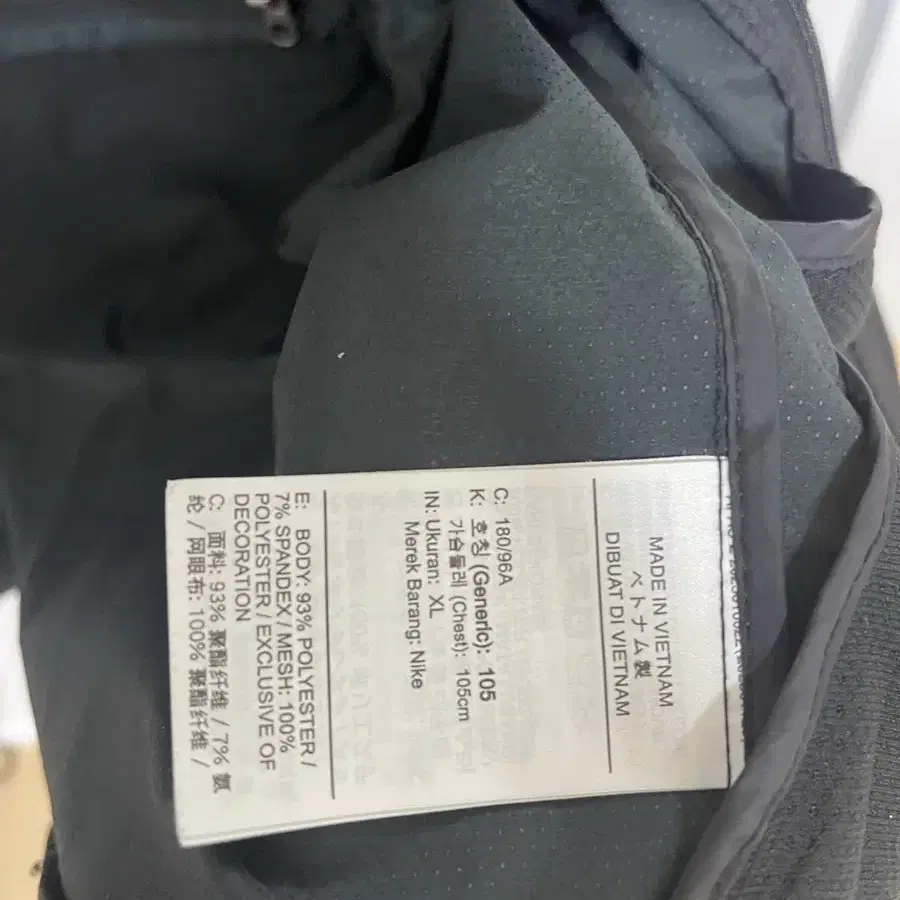 MADE IN VIETNAM
ベトナム製
DIBUAT DI VIETNAM
C: 180/96A
K: 호칭 (Generic): 105
가슴둘레 (Chest): 105cm
IN: Ukuran: XL
Merek Barang: Nike
E: BODY: 93% POLYESTER /
7% SPANDEX / MESH: 100%
POLYESTER / EXCLUSIVE OF
DECORATION
C: 面料: 93% 聚酯纤维 / 7% 氨
纶 / 网眼布: 100% 聚酯纤维 /